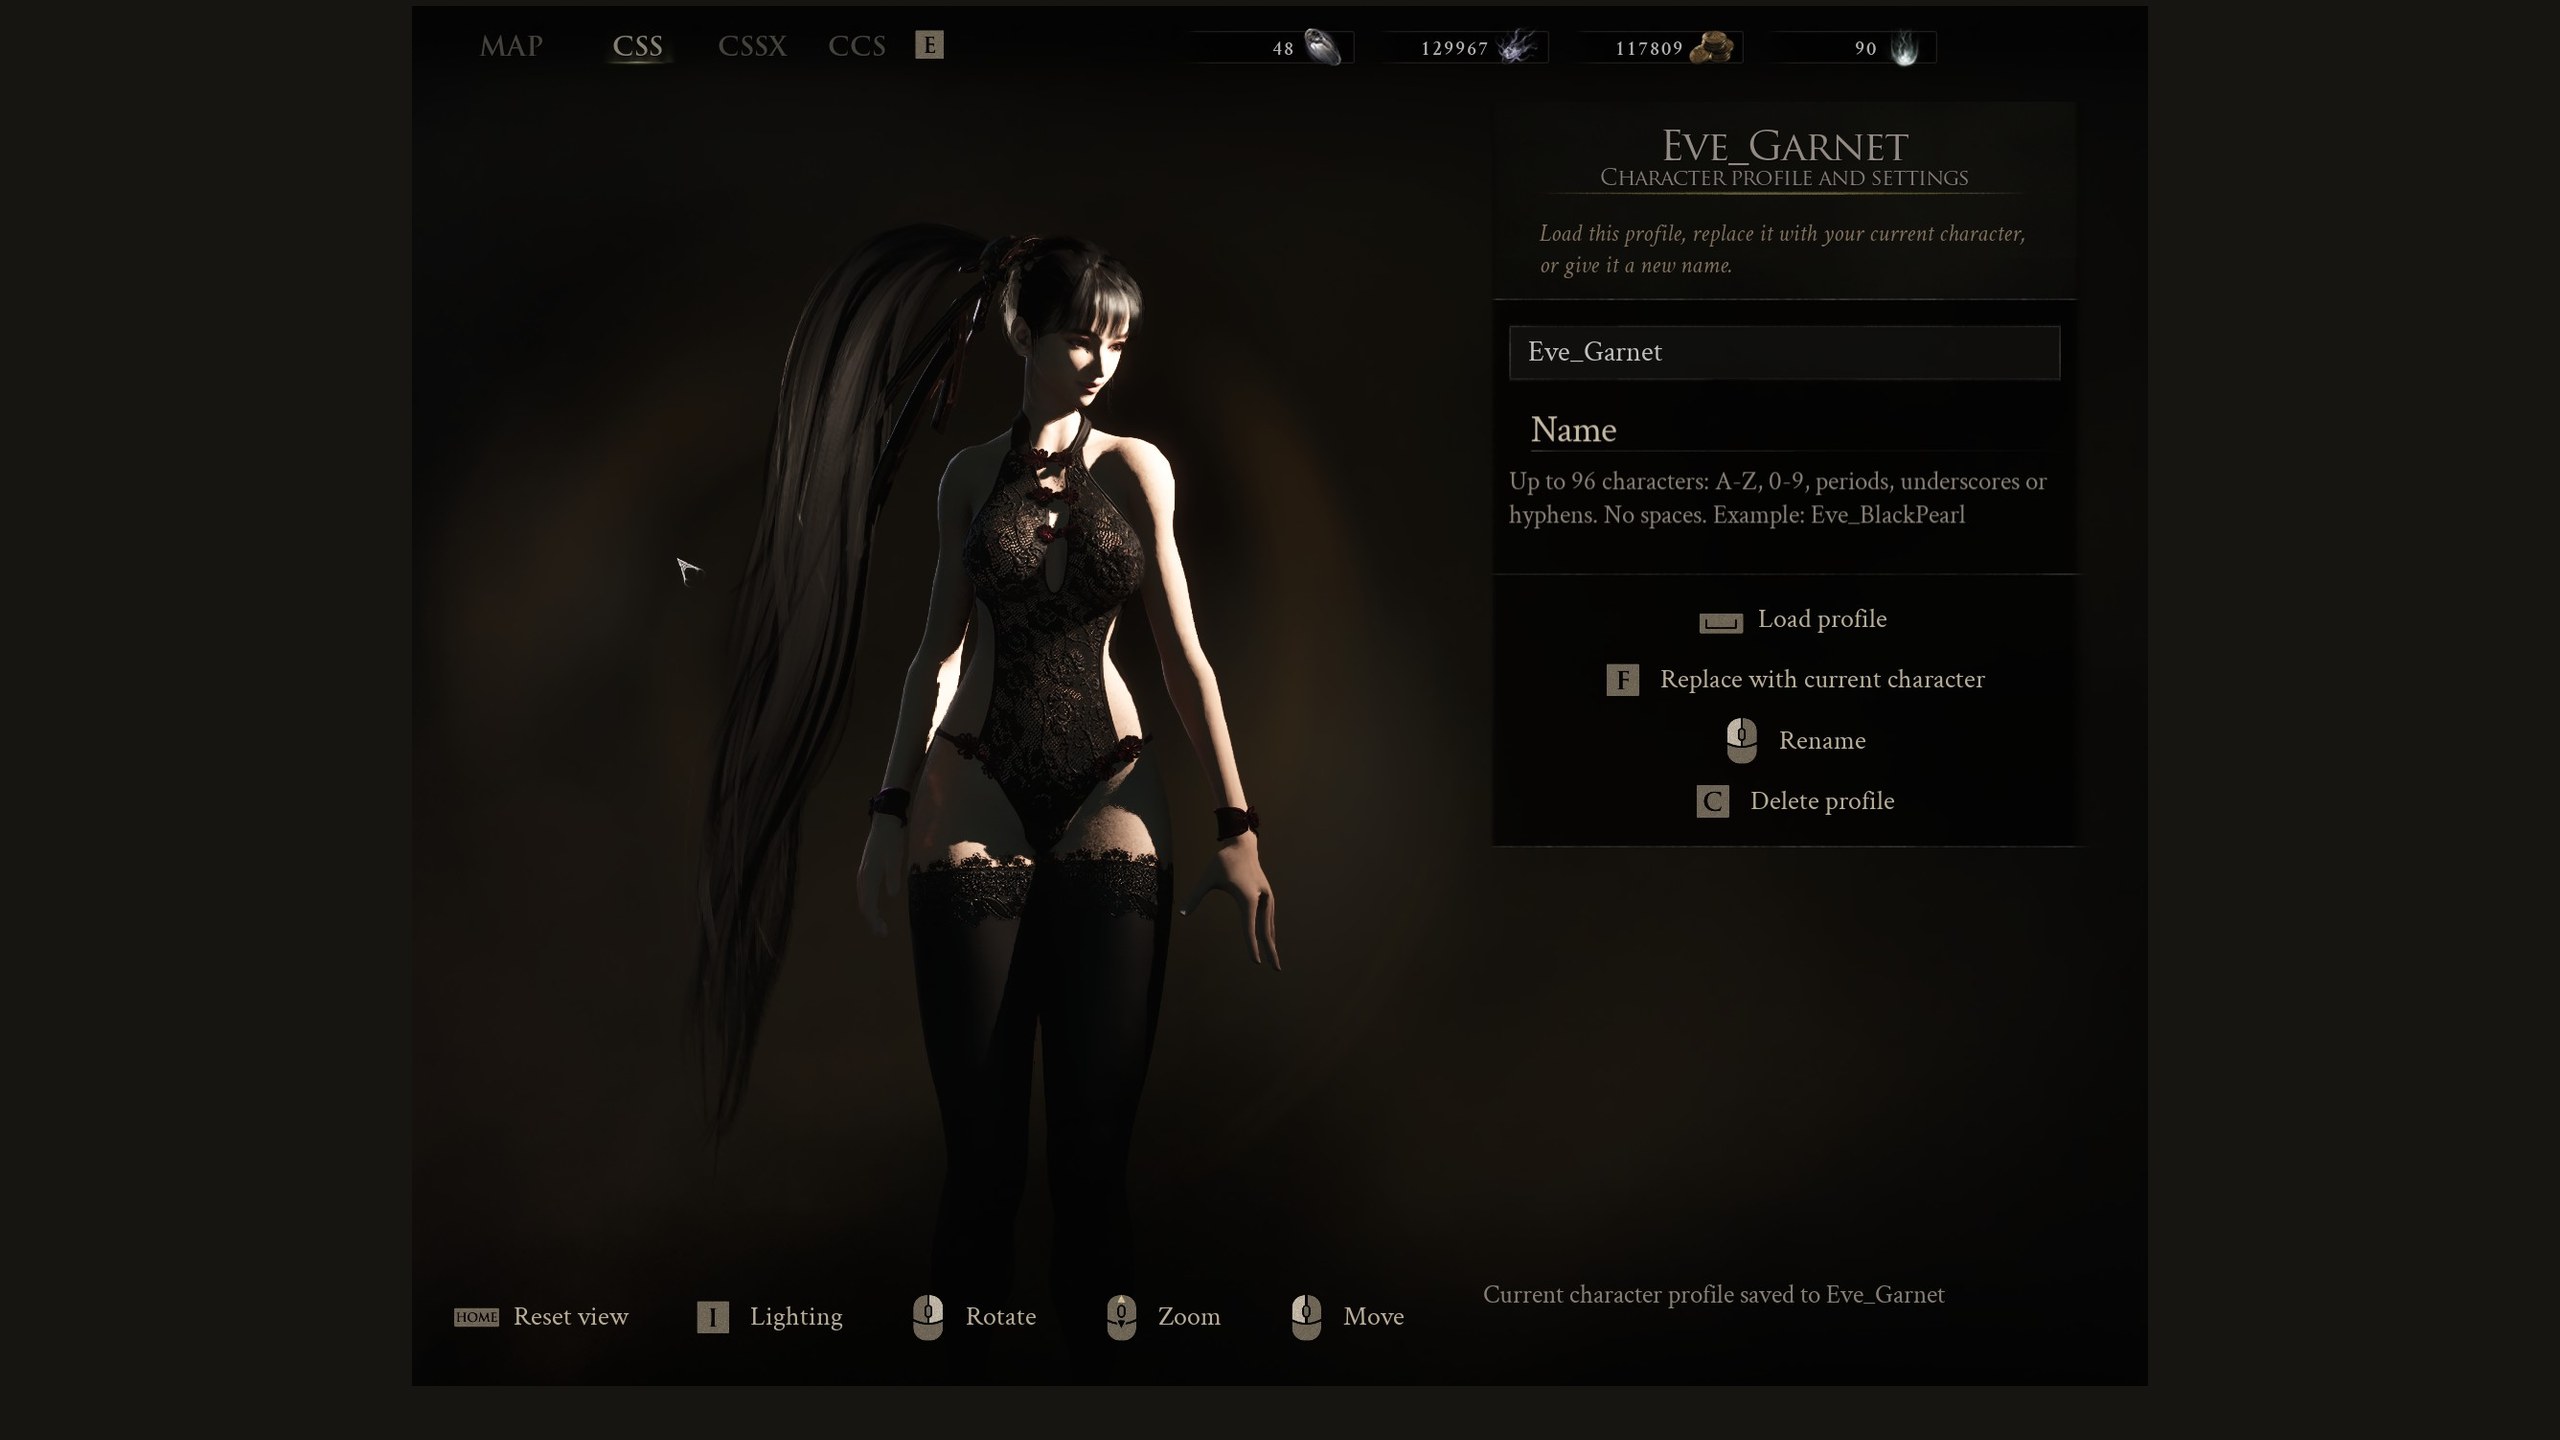 MAP CSS CSSX CCS E 48 129967 117809 90
Eve_Garnet
Character profile and settings
Load this profile, replace it with your current character,
or give it a new name.
Eve_Garnet
Name
Up to 96 characters: A-Z, 0-9, periods, underscores or
hyphens. No spaces. Example: Eve_BlackPearl
Load profile
F Replace with current character
Rename
C Delete profile
Current character profile saved to Eve_Garnet
HOME Reset view I Lighting Rotate Zoom Move